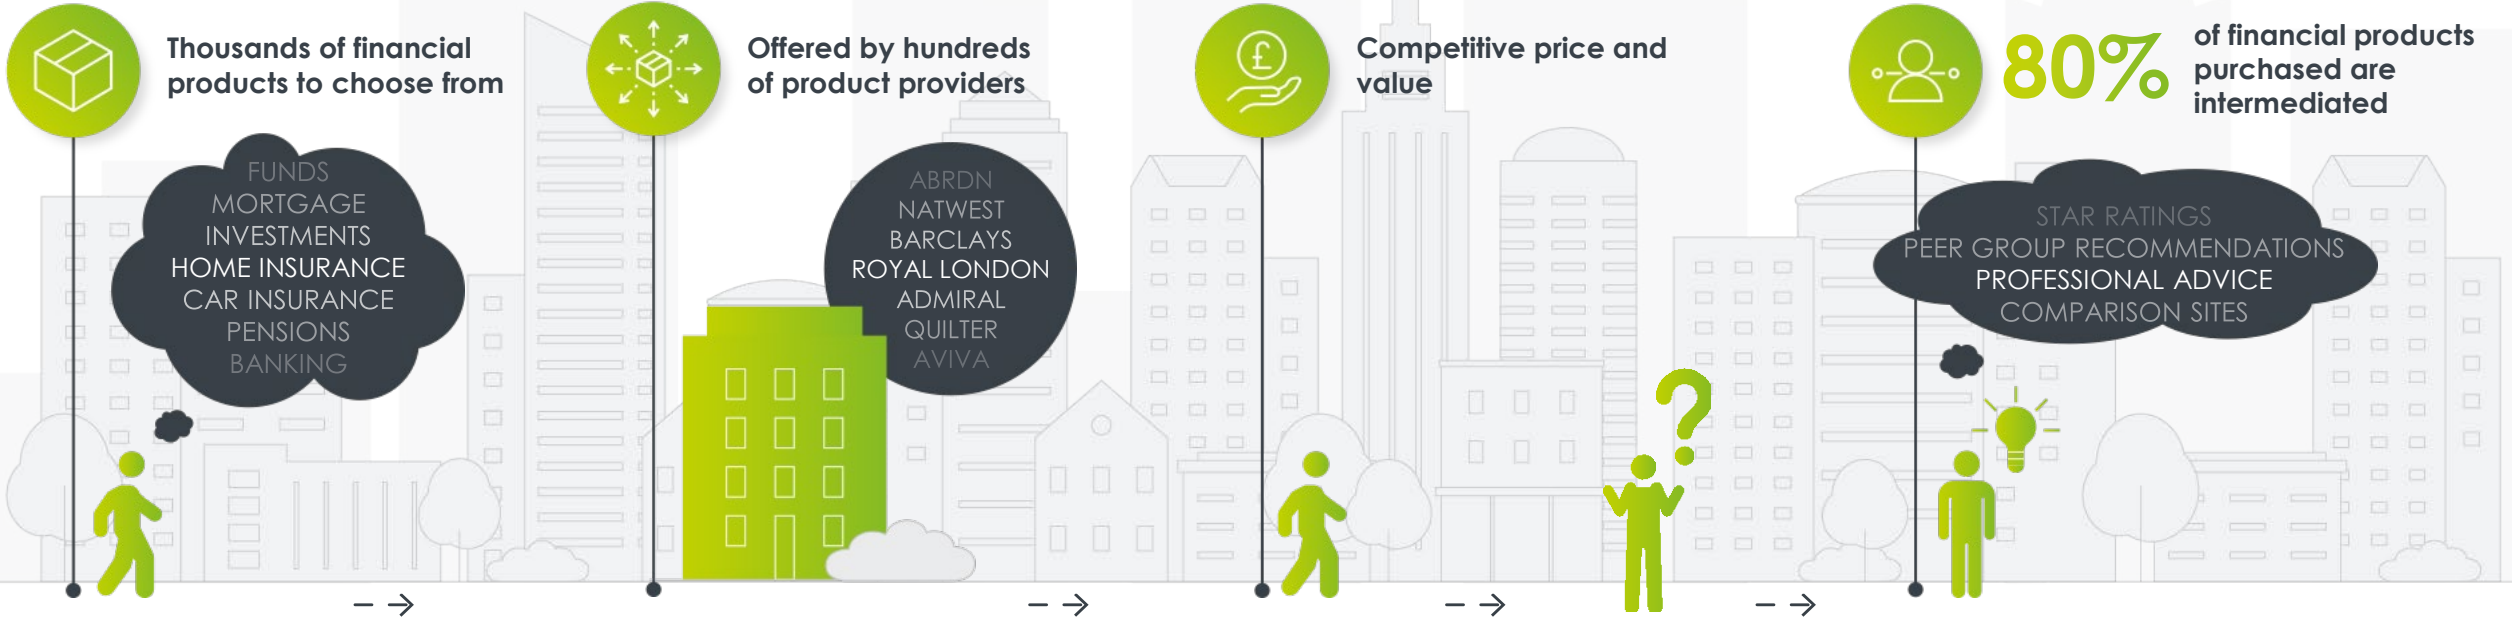 Thousands of financial
products to choose from
FUNDS
MORTGAGE
INVESTMENTS
HOME INSURANCE
CAR INSURANCE
PENSIONS
BANKING
Offered by hundreds
of product providers
ABRDN
NATWEST
BARCLAYS
ROYAL LONDON
ADMIRAL
QUILTER
AVIVA
£
Competitive price and
value
?
80%
of financial products
purchased are
intermediated
STAR RATINGS
PEER GROUP RECOMMENDATIONS
PROFESSIONAL ADVICE
COMPARISON SITES